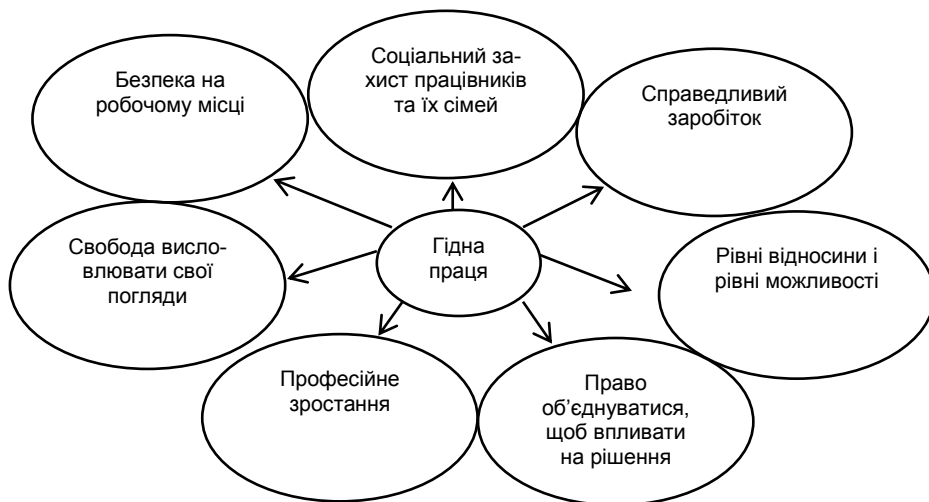 Соціальний за-
хист працівників
та їх сімей
Безпека на
робочому місці
Справедливий
заробіток
Свобода висло-
влювати свої
погляди
Гідна
праця
Рівні відносини і
рівні можливості
Професійне
зростання
Право
об’єднуватися,
щоб впливати
на рішення